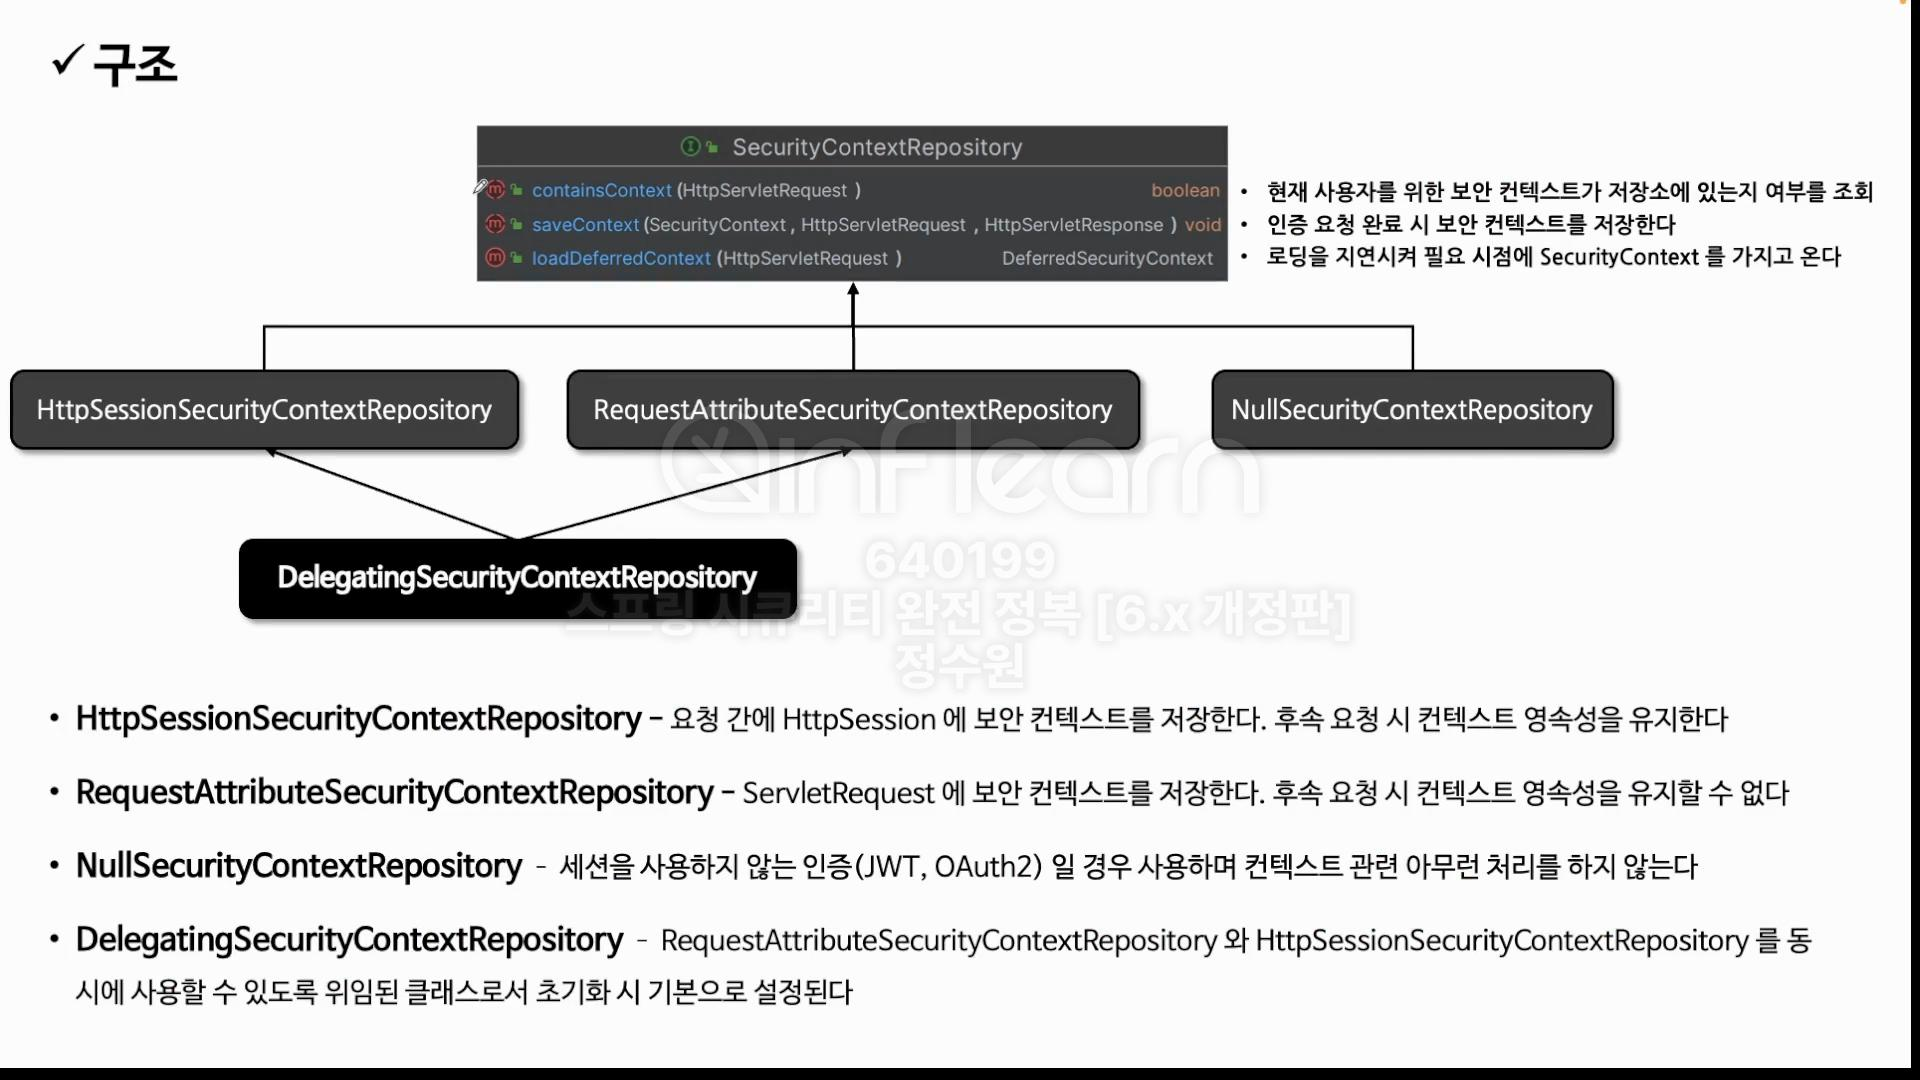 ✓ 구조
SecurityContextRepository
containsContext(HttpServletRequest ) boolean
saveContext(SecurityContext, HttpServletRequest , HttpServletResponse ) void
loadDeferredContext(HttpServletRequest ) DeferredSecurityContext
• 현재 사용자를 위한 보안 컨텍스트가 저장소에 있는지 여부를 조회
• 인증 요청 완료 시 보안 컨텍스트를 저장한다
• 로딩을 지연시켜 필요 시점에 SecurityContext 를 가지고 온다
HttpSessionSecurityContextRepository
RequestAttributeSecurityContextRepository
NullSecurityContextRepository
inflearn
DelegatingSecurityContextRepository
640199
스프링 시큐리티 완전 정복 [6.x 개정판]
정수원
• HttpSessionSecurityContextRepository – 요청 간에 HttpSession 에 보안 컨텍스트를 저장한다. 후속 요청 시 컨텍스트 영속성을 유지한다
• RequestAttributeSecurityContextRepository – ServletRequest 에 보안 컨텍스트를 저장한다. 후속 요청 시 컨텍스트 영속성을 유지할 수 없다
• NullSecurityContextRepository - 세션을 사용하지 않는 인증(JWT, OAuth2) 일 경우 사용하며 컨텍스트 관련 아무런 처리를 하지 않는다
• DelegatingSecurityContextRepository - RequestAttributeSecurityContextRepository 와 HttpSessionSecurityContextRepository 를 동
시에 사용할 수 있도록 위임된 클래스로서 초기화 시 기본으로 설정된다